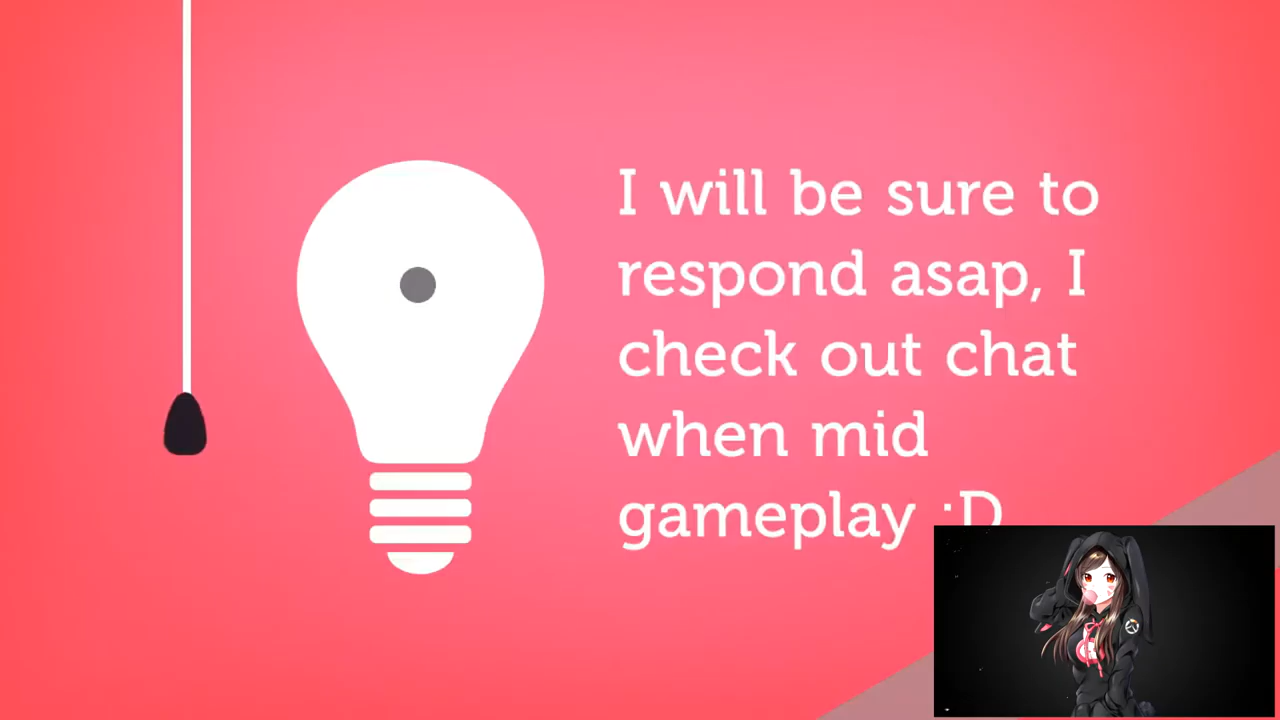 I will be sure to
respond asap, I
check out chat
when mid
gameplay :D